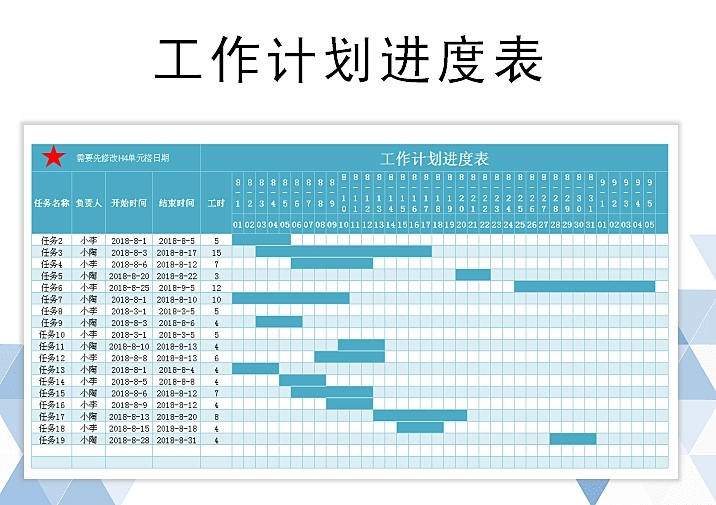 工作计划进度表
需要先修改H4单元格日期 工作计划进度表
任务名称 负责人 开始时间 结束时间 工时 8-1 8-2 8-3 8-4 8-5 8-6 8-7 8-8 8-9 8-10 8-11 8-12 8-13 8-14 8-15 8-16 8-17 8-18 8-19 8-20 8-21 8-22 8-23 8-24 8-25 8-26 8-27 8-28 8-29 8-30 8-31 9-1 9-2 9-3 9-4 9-5
01 02 03 04 05 06 07 08 09 10 11 12 13 14 15 16 17 18 19 20 21 22 23 24 25 26 27 28 29 30 31 01 02 03 04 05
任务2 小李 2018-8-1 2018-8-5 5
任务3 小陶 2018-8-3 2018-8-17 15
任务4 小李 2018-8-6 2018-8-12 7
任务5 小陶 2018-8-20 2018-8-22 3
任务6 小李 2018-8-25 2018-9-5 12
任务7 小陶 2018-8-1 2018-8-10 10
任务8 小李 2018-3-1 2018-3-5 5
任务9 小陶 2018-8-3 2018-8-6 4
任务10 小李 2018-3-1 2018-3-5 5
任务11 小陶 2018-8-10 2018-8-13 4
任务12 小李 2018-8-8 2018-8-13 6
任务13 小陶 2018-8-1 2018-8-4 4
任务14 小李 2018-8-5 2018-8-8 4
任务15 小陶 2018-8-6 2018-8-12 7
任务16 小李 2018-8-9 2018-8-12 4
任务17 小陶 2018-8-13 2018-8-20 8
任务18 小李 2018-8-15 2018-8-18 4
任务19 小陶 2018-8-28 2018-8-31 4